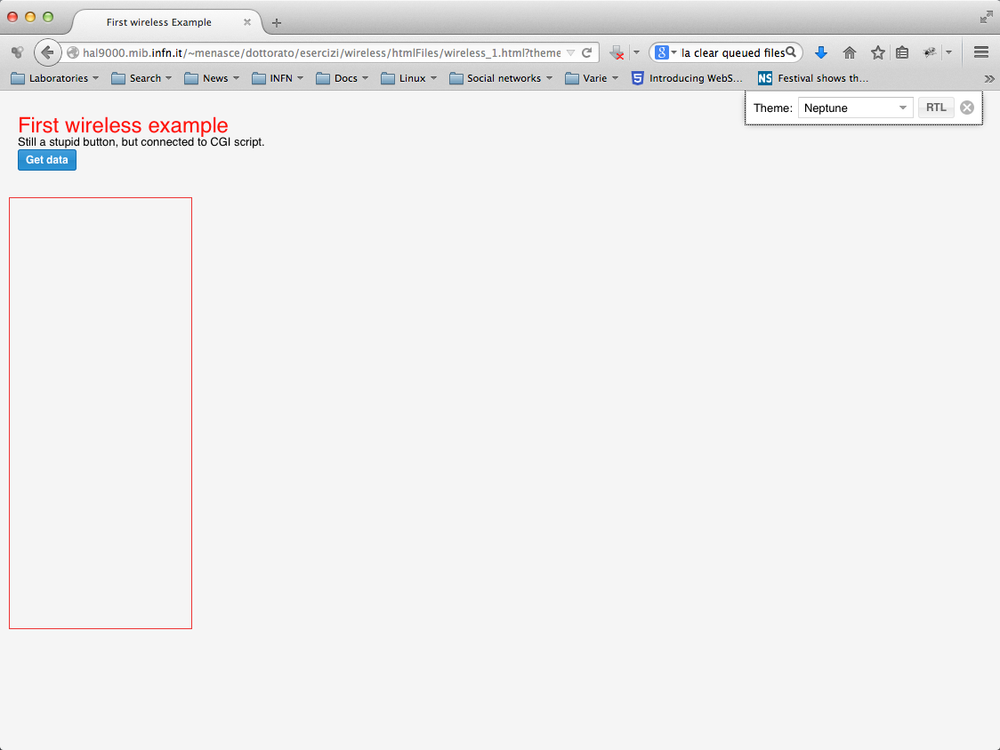 First wireless Example
hal9000.mib.infn.it/~menasce/dottorato/esercizi/wireless/htmlFiles/wireless_1.html?theme
la clear queued files
Laboratories Search News INFN Docs Linux Social networks Varie Introducing WebS... Festival shows th...
Theme: Neptune RTL
First wireless example
Still a stupid button, but connected to CGI script.
Get data